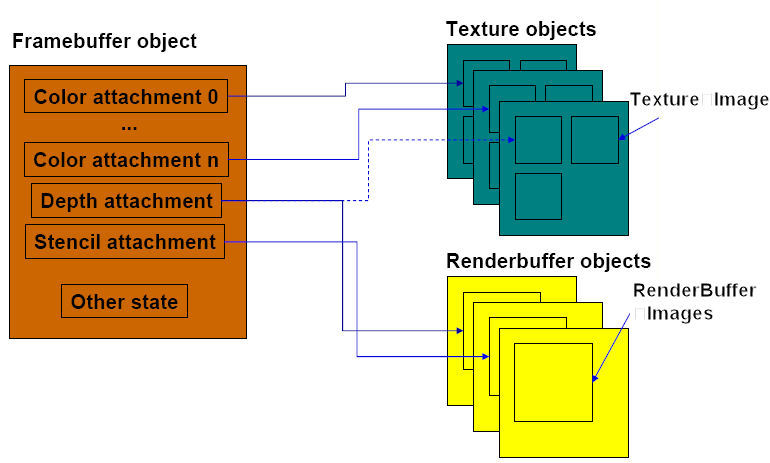 Framebuffer object
Color attachment 0
...
Color attachment n
Depth attachment
Stencil attachment
Other state
Texture objects
Texture Image
Renderbuffer objects
RenderBuffer
Images